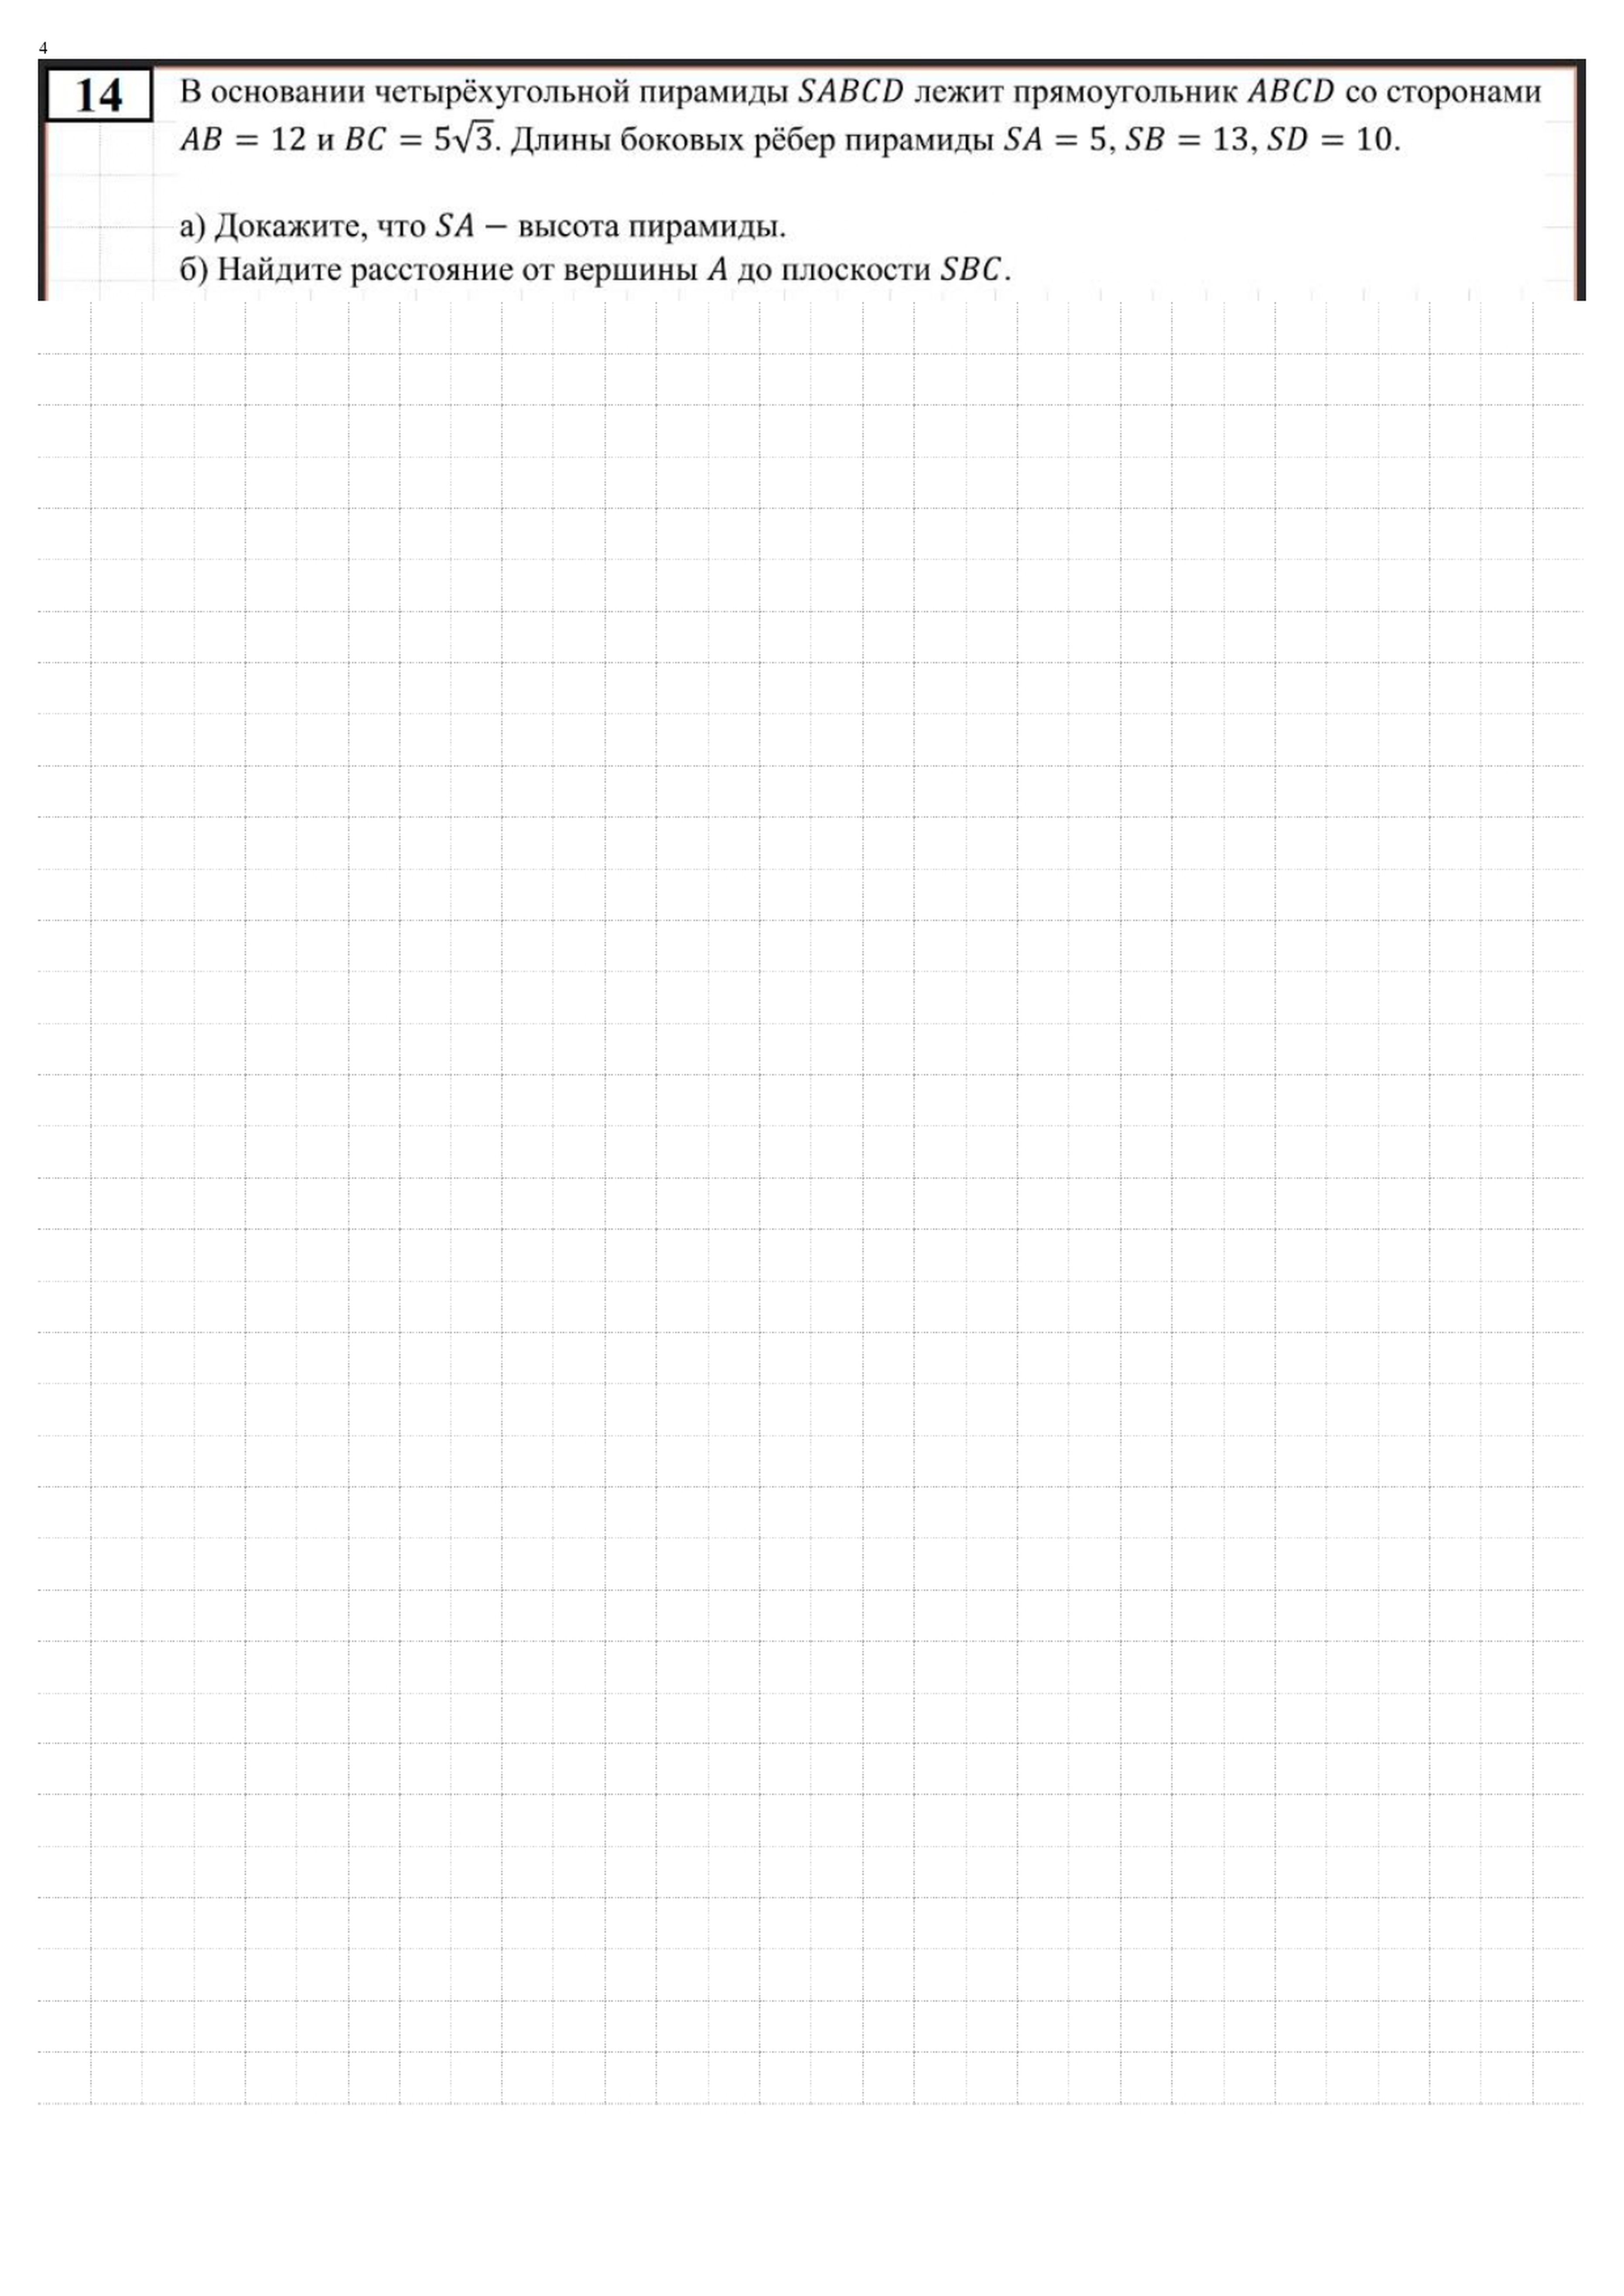 4
14
В основании четырёхугольной пирамиды SABCD лежит прямоугольник ABCD со сторонами
AB = 12 и BC = 5√3. Длины боковых рёбер пирамиды SA = 5, SB = 13, SD = 10.
а) Докажите, что SA – высота пирамиды.
б) Найдите расстояние от вершины A до плоскости SBC.